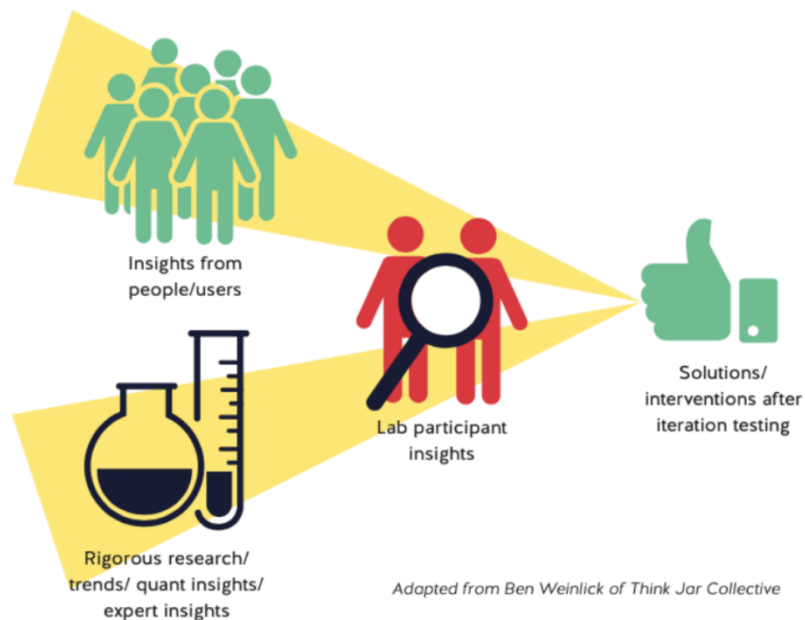 Insights from
people/users
Lab participant
insights
Solutions/
interventions after
iteration testing
Rigorous research/
trends/ quant insights/
expert insights
Adapted from Ben Weinlick of Think Jar Collective